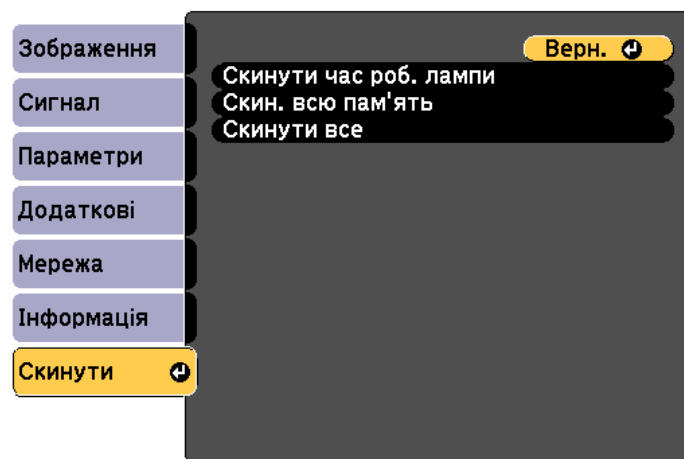 Зображення
Сигнал
Параметри
Додаткові
Мережа
Інформація
Скинути
Верн.
Скинути час роб. лампи
Скин. всю пам'ять
Скинути все